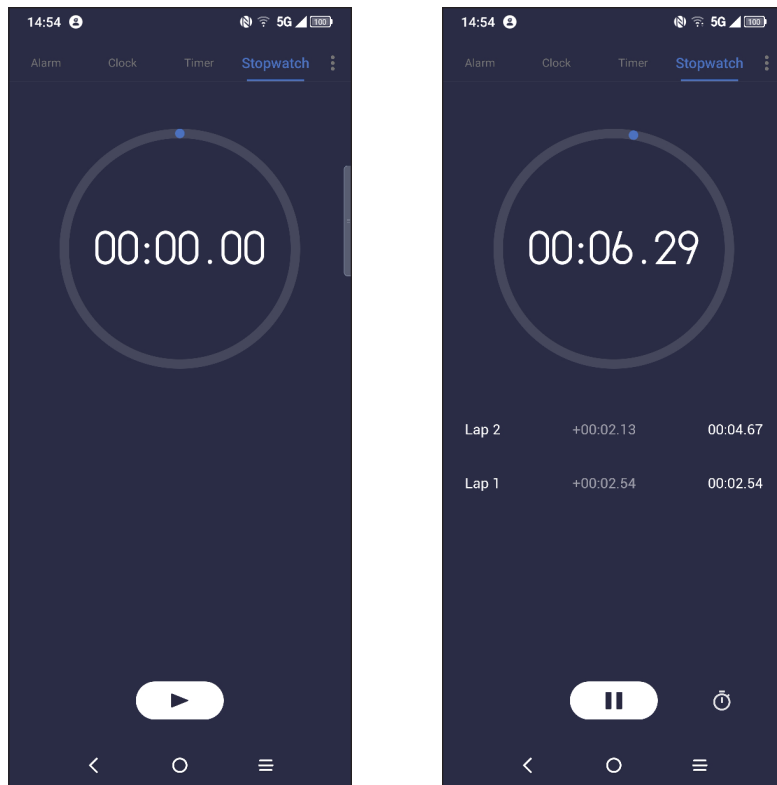 14:54 5G 100
Alarm Clock Timer Stopwatch
00:00.00
14:54 5G 100
Alarm Clock Timer Stopwatch
00:06.29
Lap 2 +00:02.13 00:04.67
Lap 1 +00:02.54 00:02.54